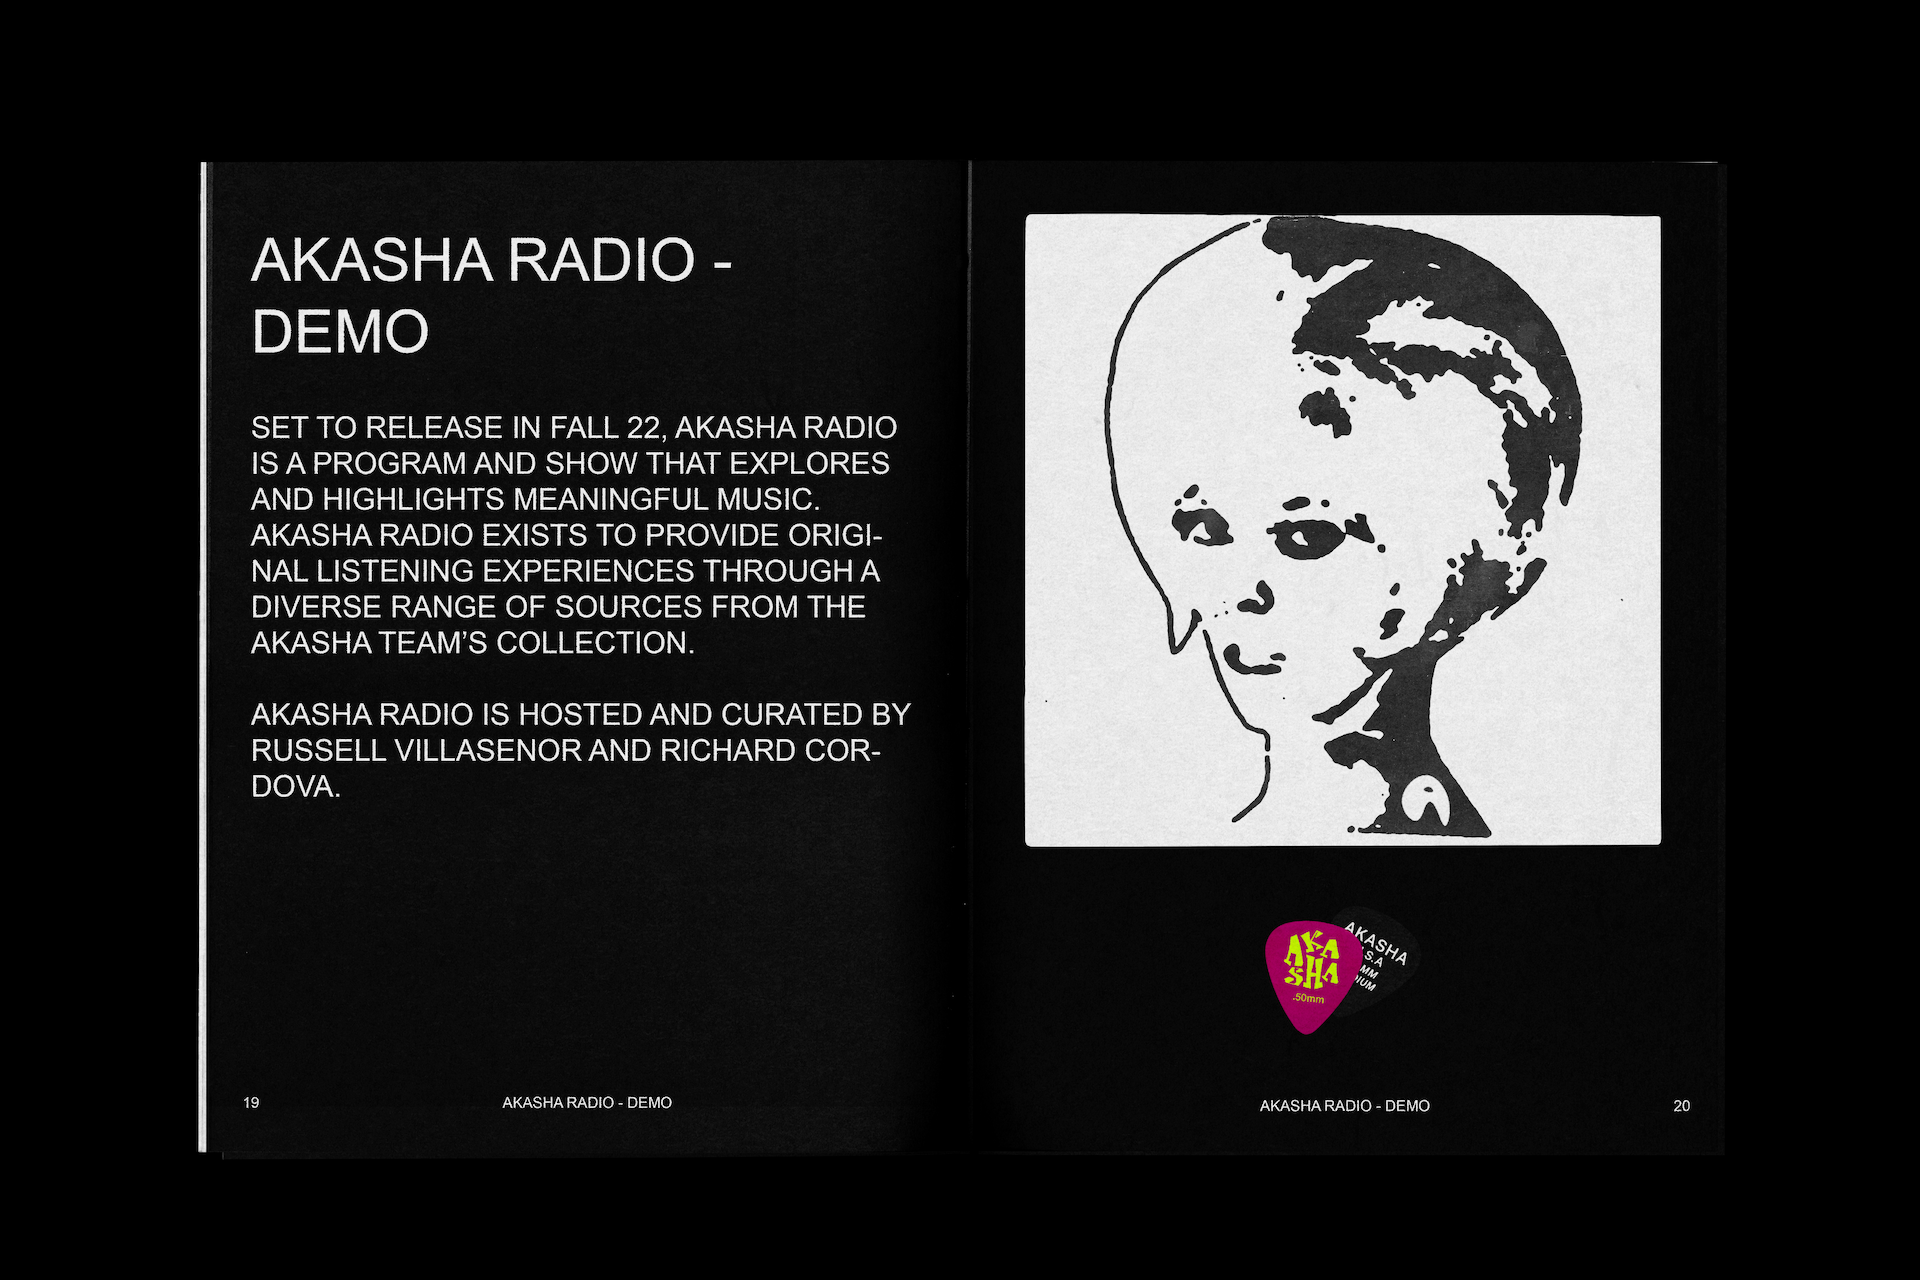 AKASHA RADIO -
DEMO
SET TO RELEASE IN FALL 22, AKASHA RADIO
IS A PROGRAM AND SHOW THAT EXPLORES
AND HIGHLIGHTS MEANINGFUL MUSIC.
AKASHA RADIO EXISTS TO PROVIDE ORIGI-
NAL LISTENING EXPERIENCES THROUGH A
DIVERSE RANGE OF SOURCES FROM THE
AKASHA TEAM’S COLLECTION.
AKASHA RADIO IS HOSTED AND CURATED BY
RUSSELL VILLASENOR AND RICHARD COR-
DOVA.
19
AKASHA RADIO - DEMO
AKA
SHA
.50mm
AKASHA
AKASHA RADIO - DEMO
20